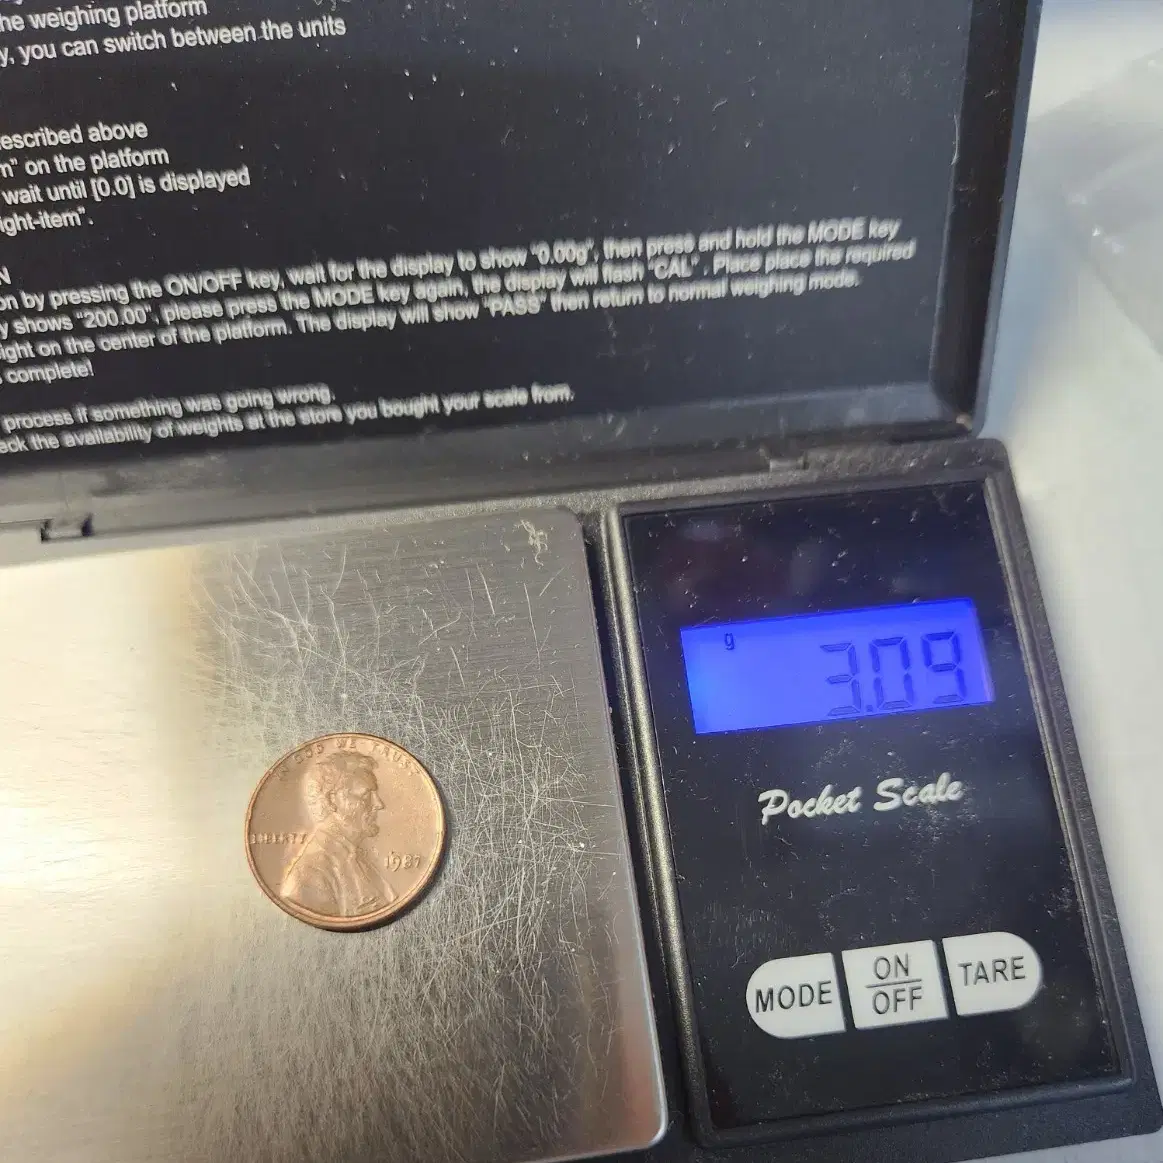 he weighing platform
y, you can switch between the units
escribed above
m" on the platform
wait until [0.0] is displayed
ight-item".
N
on by pressing the ON/OFF key, wait for the display to show "0.00g", then press and hold the MODE key
y shows "200.00", please press the MODE key again, the display will flash "CAL" . Place place the required
ight on the center of the platform. The display will show "PASS" then return to normal weighing mode.
s complete!
process if something was going wrong.
eck the availability of weights at the store you bought your scale from.
g 3.09
Pocket Scale
MODE ON/OFF TARE
IN GOD WE TRUST
LIBERTY
1987